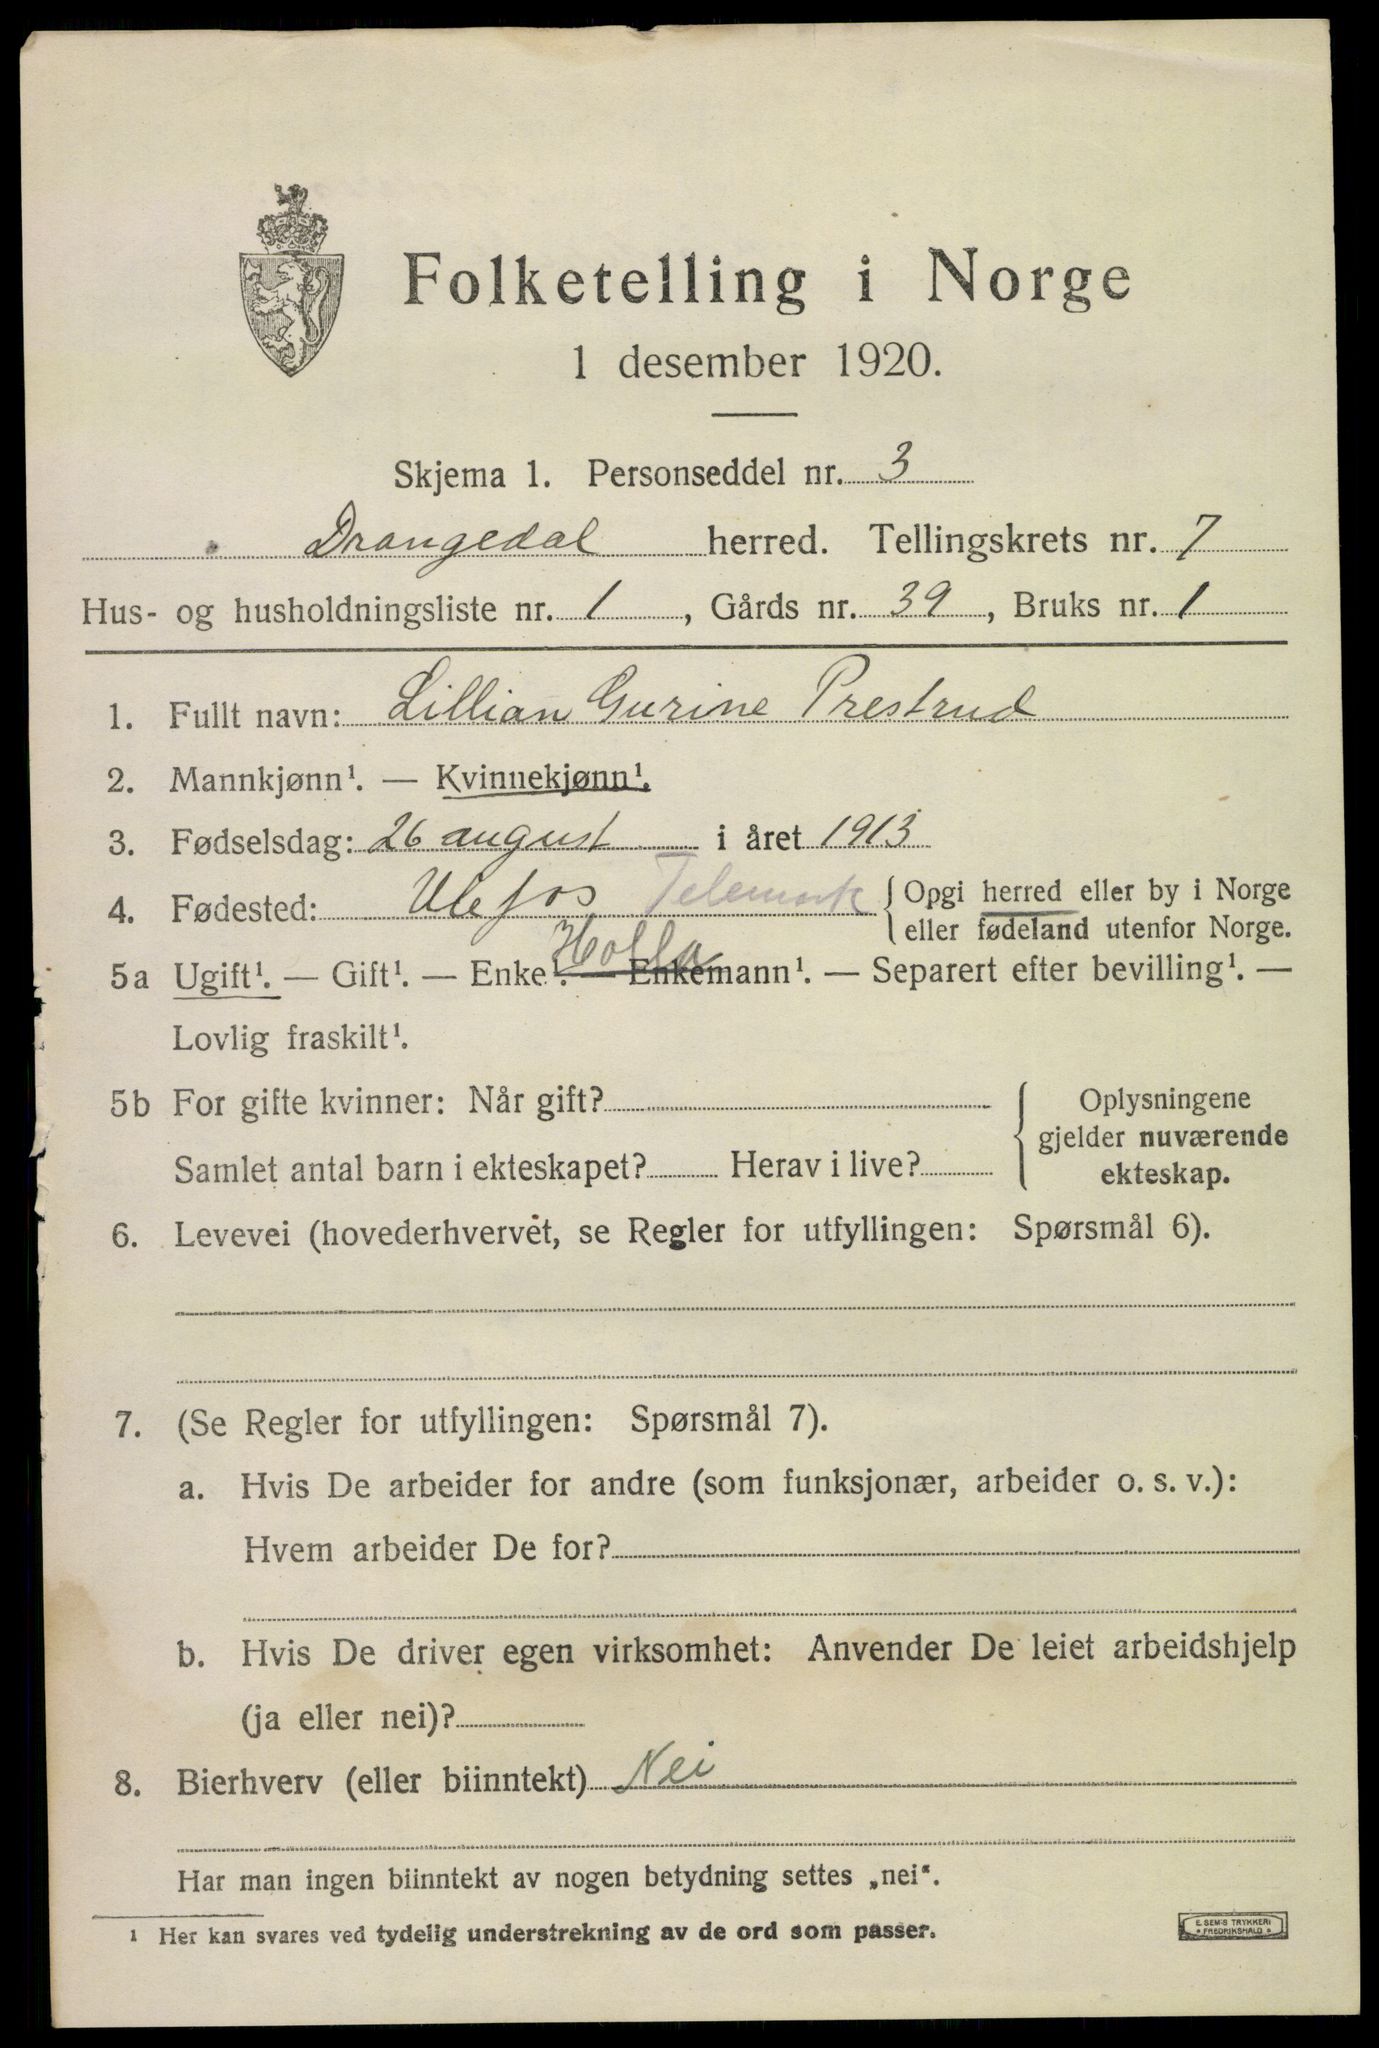 Folketelling i Norge
1 desember 1920.
Skjema 1. Personseddel nr. 3
Drangedal herred. Tellingskrets nr. 7
Hus- og husholdningsliste nr. 1, Gårds nr. 39, Bruks nr. 1
1. Fullt navn: Lillian Gurine Prestrud
2. Mannkjønn¹. — Kvinnekjønn¹.
3. Fødselsdag: 26 august i året 1913
4. Fødested: Ulefos Telemark { Opgi herred eller by i Norge
eller fødeland utenfor Norge.
Holla
5a Ugift¹. — Gift¹. — Enke¹. — Enkemann¹. — Separert efter bevilling¹. —
Lovlig fraskilt¹.
5b For gifte kvinner: Når gift?
Samlet antal barn i ekteskapet? Herav i live?
{ Oplysningene
gjelder nuværende
ekteskap.
6. Levevei (hovederhvervet, se Regler for utfyllingen: Spørsmål 6).
7. (Se Regler for utfyllingen: Spørsmål 7).
a. Hvis De arbeider for andre (som funksjonær, arbeider o. s. v.):
Hvem arbeider De for?
b. Hvis De driver egen virksomhet: Anvender De leiet arbeidshjelp
(ja eller nei)?
8. Bierhverv (eller biinntekt) Nei
Har man ingen biinntekt av nogen betydning settes „nei“.
¹ Her kan svares ved tydelig understrekning av de ord som passer.
E. SEM'S TRYKKERI
* FREDRIKSHALD *